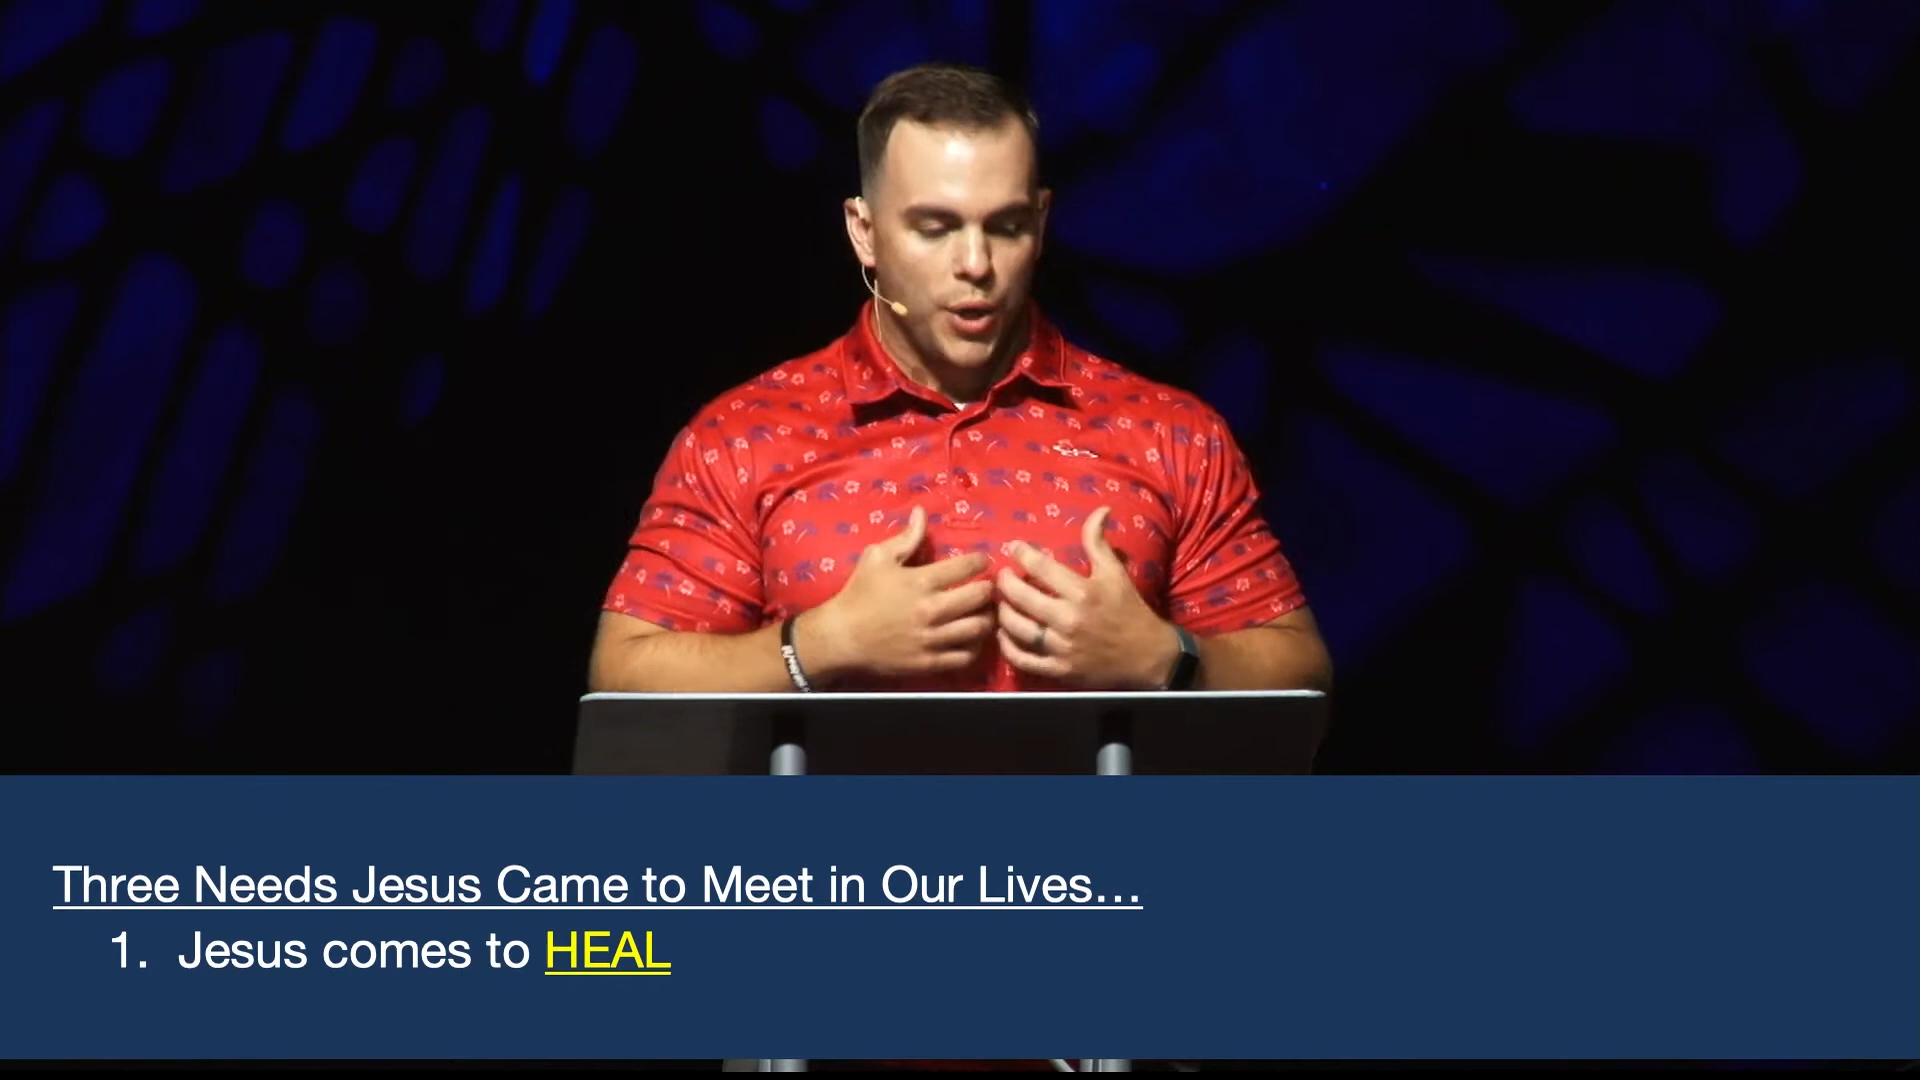 Three Needs Jesus Came to Meet in Our Lives…
1. Jesus comes to HEAL